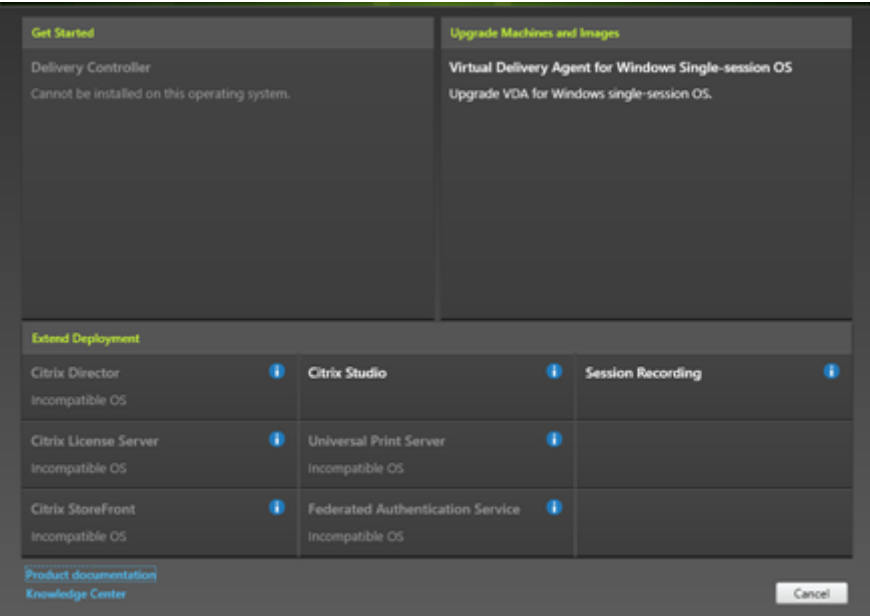 Get Started
Delivery Controller
Cannot be installed on this operating system.
Upgrade Machines and Images
Virtual Delivery Agent for Windows Single-session OS
Upgrade VDA for Windows single-session OS.
Extend Deployment
Citrix Director
Incompatible OS
Citrix Studio
Session Recording
Citrix License Server
Incompatible OS
Universal Print Server
Incompatible OS
Citrix StoreFront
Incompatible OS
Federated Authentication Service
Incompatible OS
Product documentation
Knowledge Center
Cancel